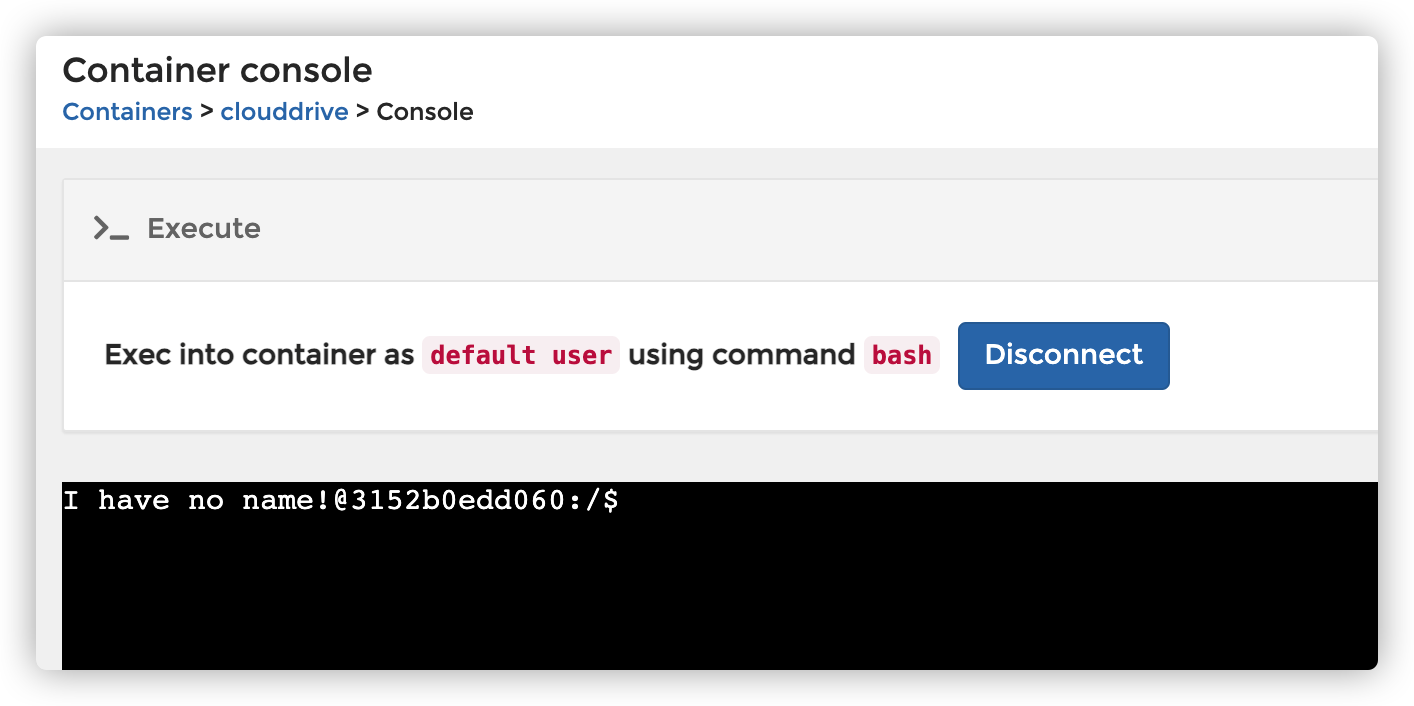 Container console
Containers > clouddrive > Console
>_ Execute
Exec into container as default user using command bash Disconnect
I have no name!@3152b0edd060:/$